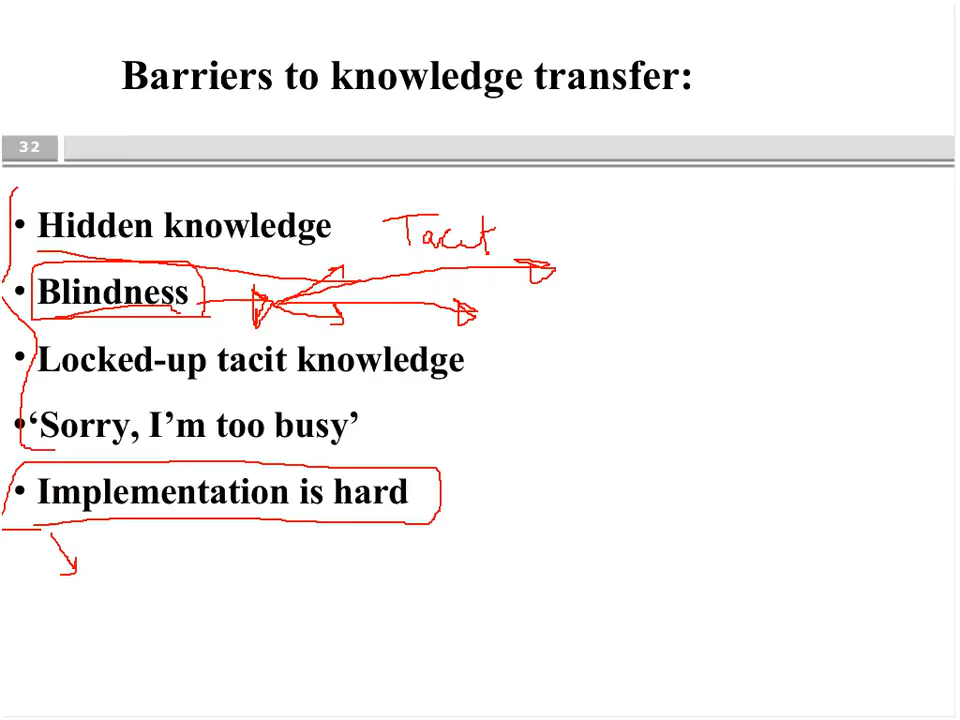 Barriers to knowledge transfer:
32
• Hidden knowledge Tacit
• Blindness
• Locked-up tacit knowledge
•‘Sorry, I’m too busy’
• Implementation is hard